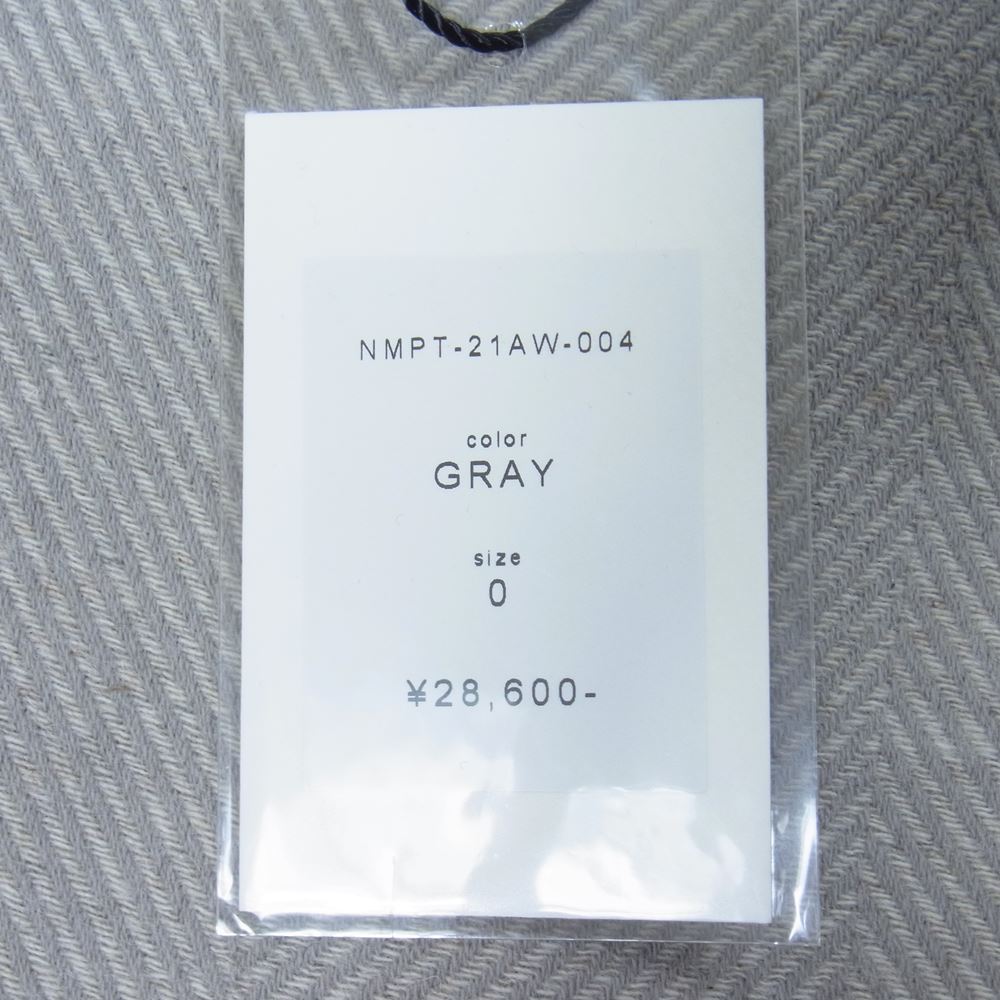 NMPT-21AW-004
color
GRAY
size
0
¥28,600-